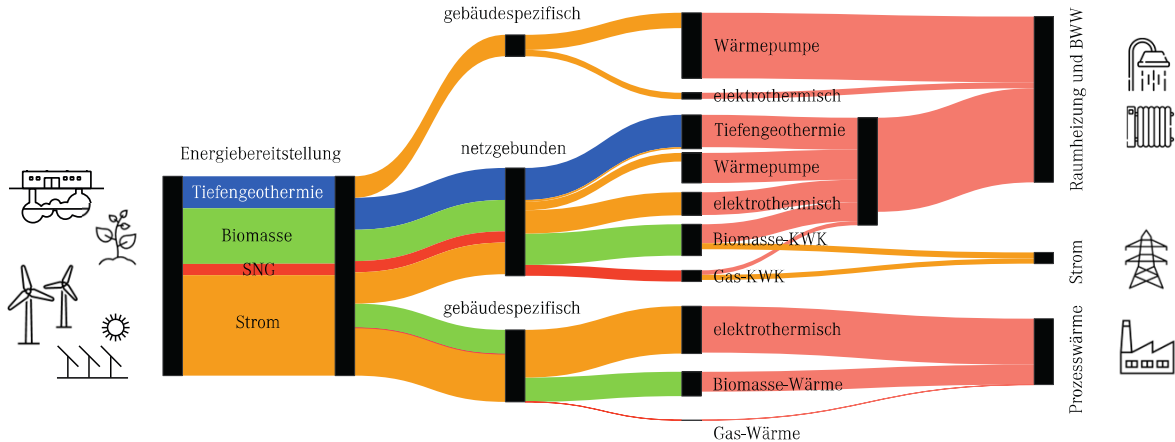 gebäudespezifisch
Wärmepumpe
elektrothermisch
Raumheizung und BWW
Energiebereitstellung
netzgebunden
Tiefengeothermie
Tiefengeothermie
Wärmepumpe
Biomasse
elektrothermisch
Biomasse-KWK
SNG
Gas-KWK
Strom
Strom
gebäudespezifisch
elektrothermisch
Biomasse-Wärme
Prozesswärme
Gas-Wärme